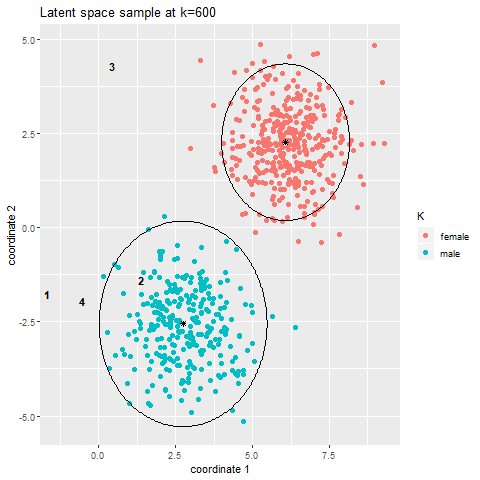 Latent space sample at k=600
5.0
2.5
0.0
-2.5
-5.0
coordinate 2
3
2
1
4
0.0 2.5 5.0 7.5
coordinate 1
K
female
male